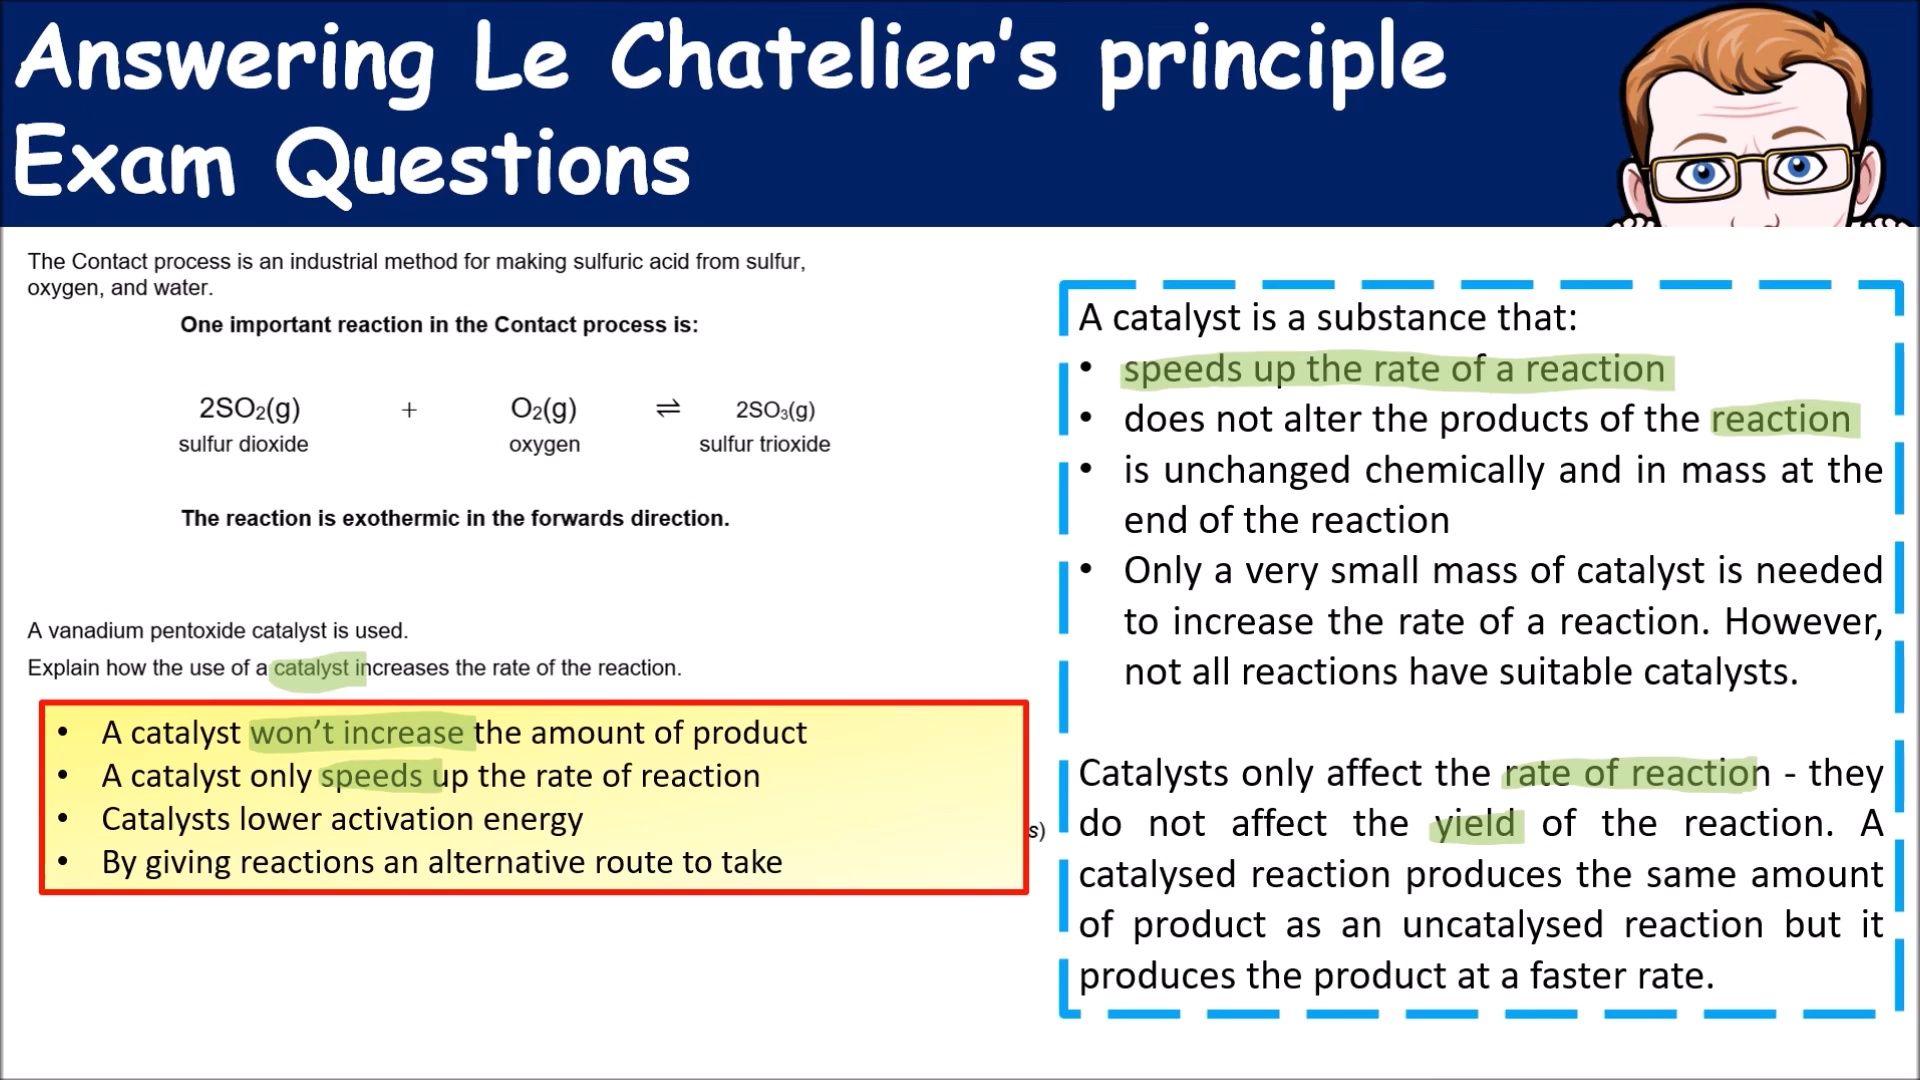 Answering Le Chatelier's principle
Exam Questions
The Contact process is an industrial method for making sulfuric acid from sulfur,
oxygen, and water.
One important reaction in the Contact process is:
2SO₂(g) + O₂(g) ⇌ 2SO₃(g)
sulfur dioxide oxygen sulfur trioxide
The reaction is exothermic in the forwards direction.
A vanadium pentoxide catalyst is used.
Explain how the use of a catalyst increases the rate of the reaction.
• A catalyst won't increase the amount of product
• A catalyst only speeds up the rate of reaction
• Catalysts lower activation energy
• By giving reactions an alternative route to take
s)
A catalyst is a substance that:
• speeds up the rate of a reaction
• does not alter the products of the reaction
• is unchanged chemically and in mass at the
end of the reaction
• Only a very small mass of catalyst is needed
to increase the rate of a reaction. However,
not all reactions have suitable catalysts.
Catalysts only affect the rate of reaction - they
do not affect the yield of the reaction. A
catalysed reaction produces the same amount
of product as an uncatalysed reaction but it
produces the product at a faster rate.